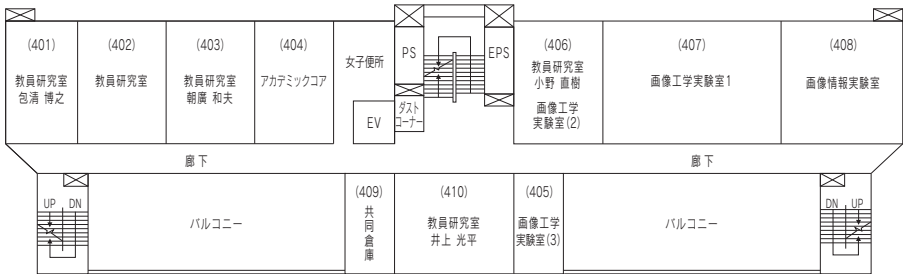 (401)
教員研究室
包清 博之
(402)
教員研究室
(403)
教員研究室
朝廣 和夫
(404)
アカデミックコア
女子便所
EV
PS
ダスト
コーナー
EPS
(406)
教員研究室
小野 直樹
画像工学
実験室(2)
(407)
画像工学実験室1
(408)
画像情報実験室
廊下
廊下
UP DN
バルコニー
(409)
共同倉庫
(410)
教員研究室
井上 光平
(405)
画像工学
実験室(3)
バルコニー
DN UP